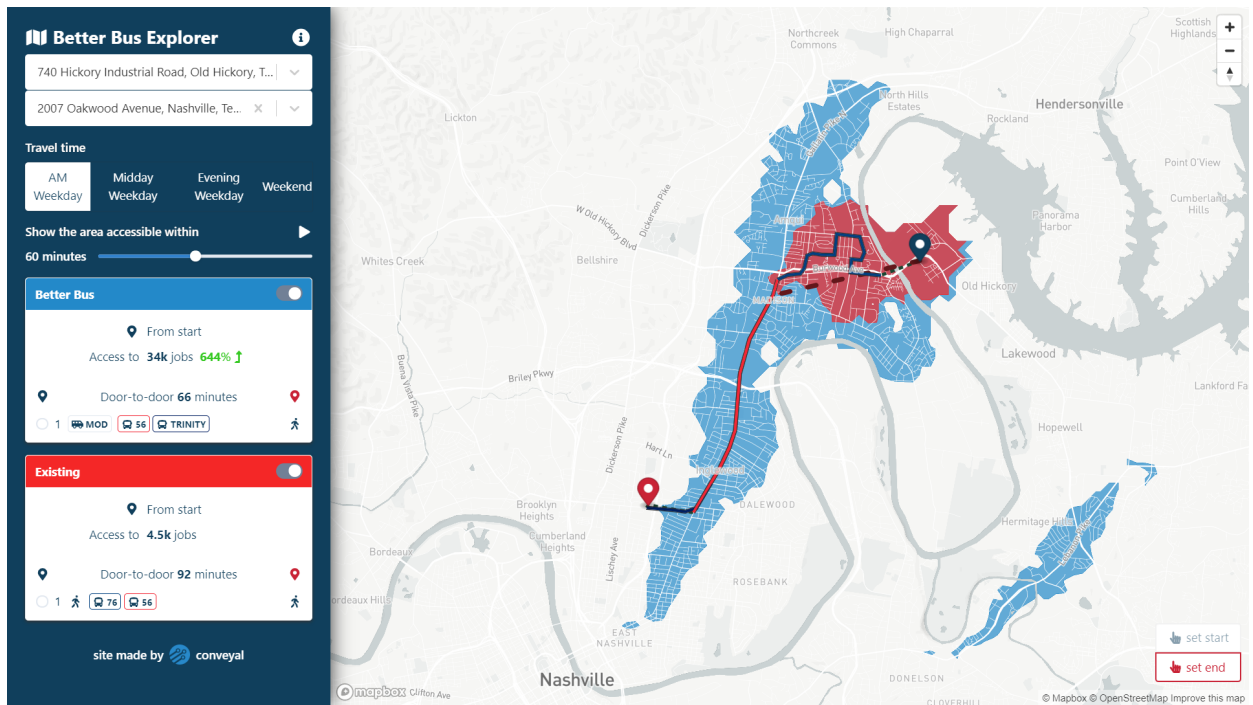 Better Bus Explorer
740 Hickory Industrial Road, Old Hickory, T...
2007 Oakwood Avenue, Nashville, Te...
Travel time
AM
Weekday
Midday
Weekday
Evening
Weekday
Weekend
Show the area accessible within
60 minutes
Better Bus
From start
Access to 34k jobs 644%
Door-to-door 66 minutes
1 MOD 56 TRINITY
Existing
From start
Access to 4.5k jobs
Door-to-door 92 minutes
1 76 56
site made by conveyal
Scottish
Highlands
Northcreek
Commons
High Chaparral
North Hills
Estates
Hendersonville
Rockland
Lickton
Point O'View
Cumberland
Hills
Dickerson Pike
W Old Hickory Blvd
Panorama
Harbor
Whites Creek
Bellshire
Old Hickory
MADISON
Lakewood
Buena Vista Pike
Briley Pkwy
Lankford Fa
Dickerson Pike
Hart Ln
Hopewell
Inglewood
DALEWOOD
Brooklyn
Heights
Cumberland
Heights
Hermitage Hills
Bordeaux
Lischey Ave
Lebanon Pike
ROSEBANK
ordeaux Hills
EAST
NASHVILLE
Nashville
DONELSON
CLOVERHILL
Clifton Ave
mapbox
set start
set end
© Mapbox © OpenStreetMap Improve this map